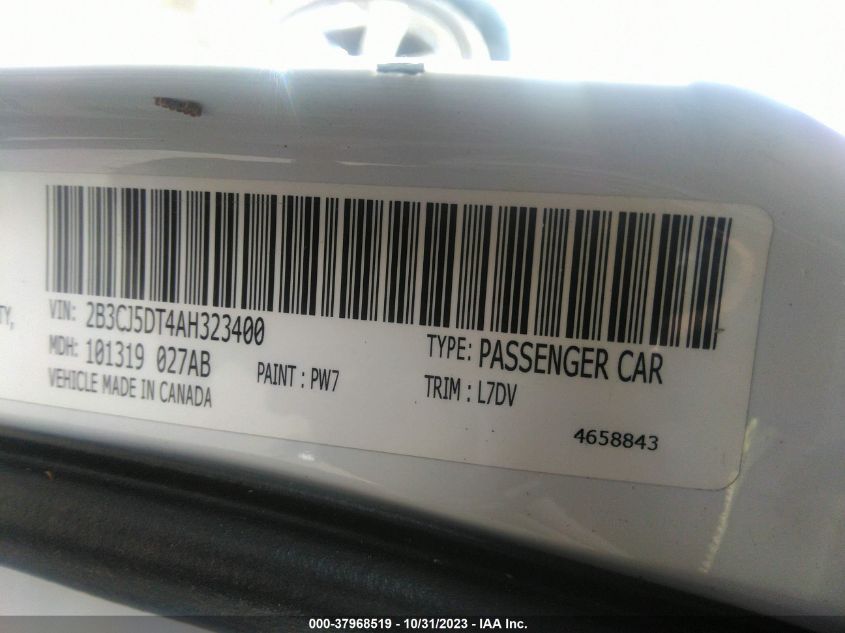 TY,
VIN: 2B3CJ5DT4AH323400
MDH: 101319 027AB
VEHICLE MADE IN CANADA
PAINT : PW7
TYPE: PASSENGER CAR
TRIM : L7DV
4658843
000-37968519 - 10/31/2023 - IAA Inc.